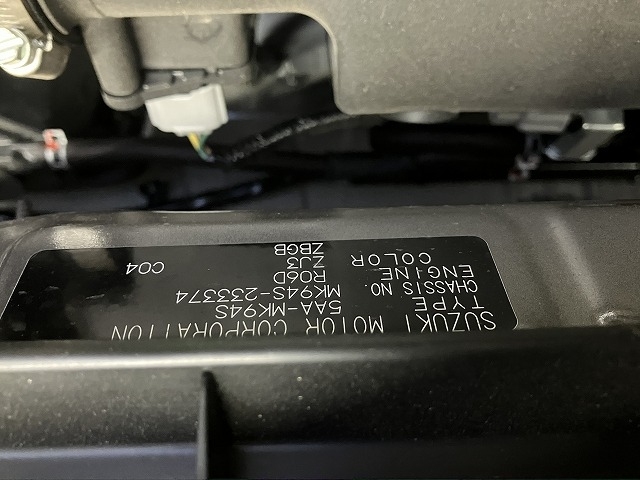 SUZUKI MOTOR CORPORATION
TYPE 5AA-MK94S
CHASSIS NO. MK94S-233374
ENGINE R06D
COLOR ZJ3 C04
ZBGB